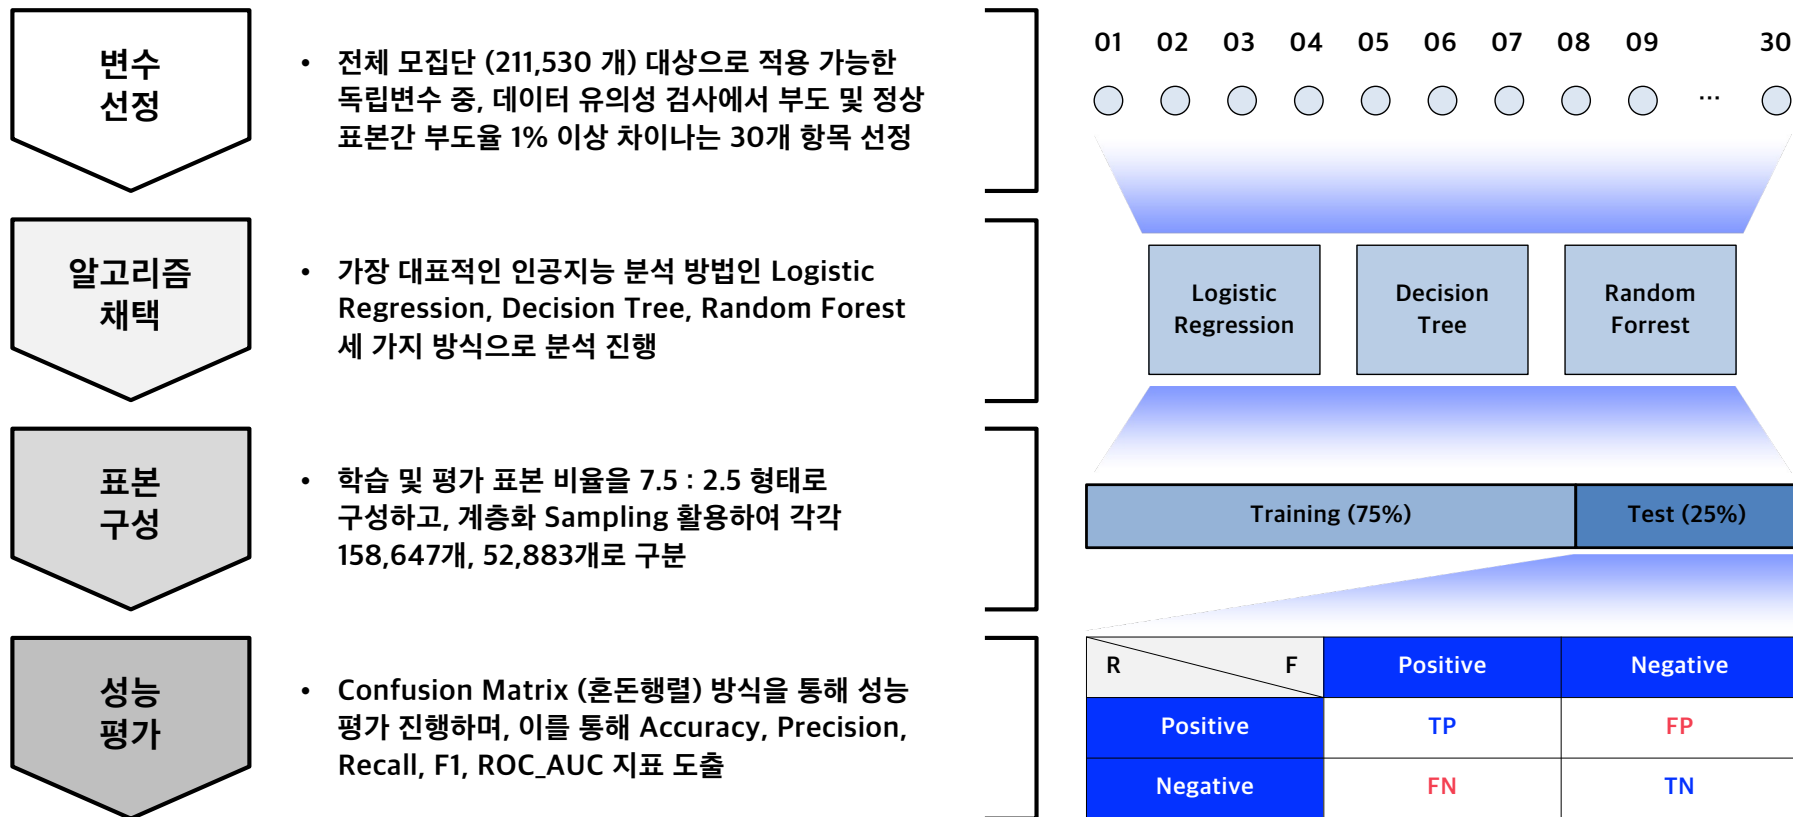 변수
선정
• 전체 모집단 (211,530 개) 대상으로 적용 가능한
독립변수 중, 데이터 유의성 검사에서 부도 및 정상
표본간 부도율 1% 이상 차이나는 30개 항목 선정
01 02 03 04 05 06 07 08 09 30
...
알고리즘
채택
• 가장 대표적인 인공지능 분석 방법인 Logistic
Regression, Decision Tree, Random Forest
세 가지 방식으로 분석 진행
Logistic
Regression
Decision
Tree
Random
Forrest
표본
구성
• 학습 및 평가 표본 비율을 7.5 : 2.5 형태로
구성하고, 계층화 Sampling 활용하여 각각
158,647개, 52,883개로 구분
Training (75%) Test (25%)
성능
평가
• Confusion Matrix (혼돈행렬) 방식을 통해 성능
평가 진행하며, 이를 통해 Accuracy, Precision,
Recall, F1, ROC_AUC 지표 도출
R F Positive Negative
Positive TP FP
Negative FN TN